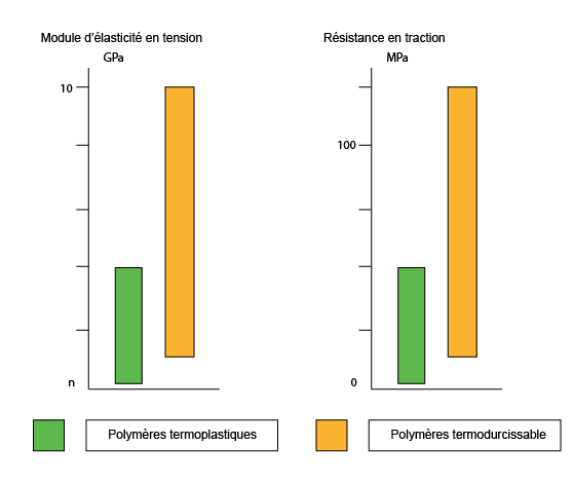 Module d'élasticité en tension
GPa
10
n
Résistance en traction
MPa
100
0
Polymères termoplastiques
Polymères termodurcissable